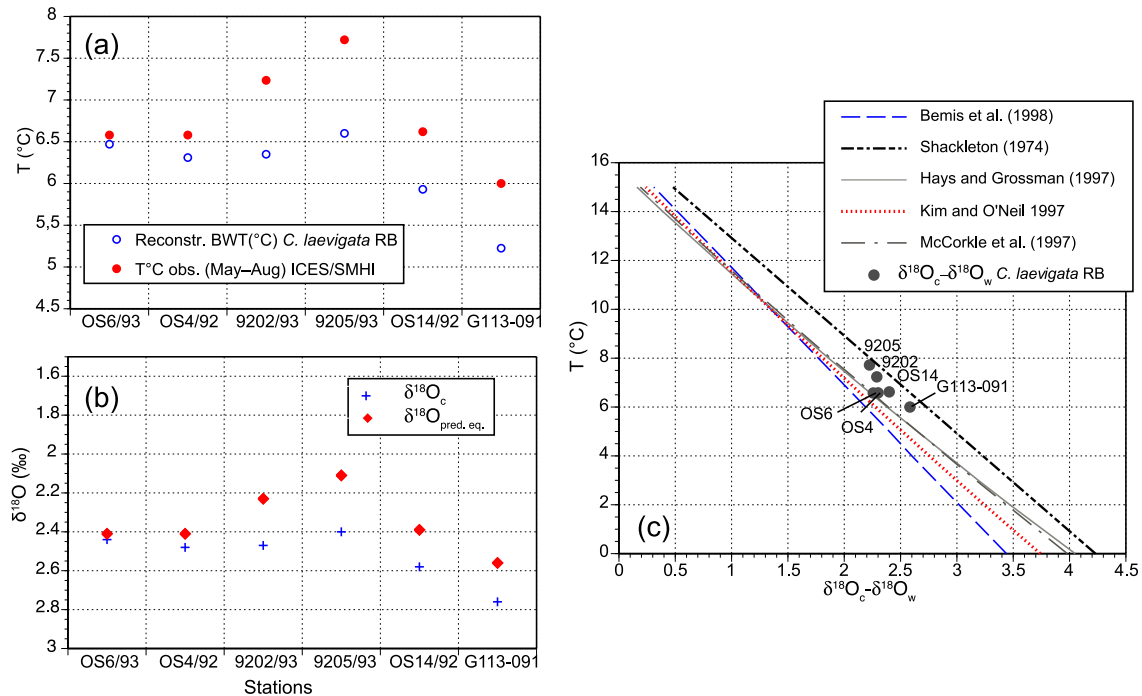 (a)
8
7.5
7
6.5
6
5.5
5
4.5
T (°C)
Reconstr. BWT(°C) C. laevigata RB
T°C obs. (May–Aug) ICES/SMHI
OS6/93 OS4/92 9202/93 9205/93 OS14/92 G113-091
(b)
1.6
1.8
2
2.2
2.4
2.6
2.8
3
δ18O (‰)
δ18Oc
δ18Opred. eq.
OS6/93 OS4/92 9202/93 9205/93 OS14/92 G113-091
Stations
Bemis et al. (1998)
Shackleton (1974)
Hays and Grossman (1997)
Kim and O'Neil 1997
McCorkle et al. (1997)
δ18Oc–δ18Ow C. laevigata RB
16
14
12
10
8
6
4
2
0
T (°C)
9205
9202
OS14
G113-091
OS6
OS4
(c)
0 0.5 1 1.5 2 2.5 3 3.5 4 4.5
δ18Oc-δ18Ow